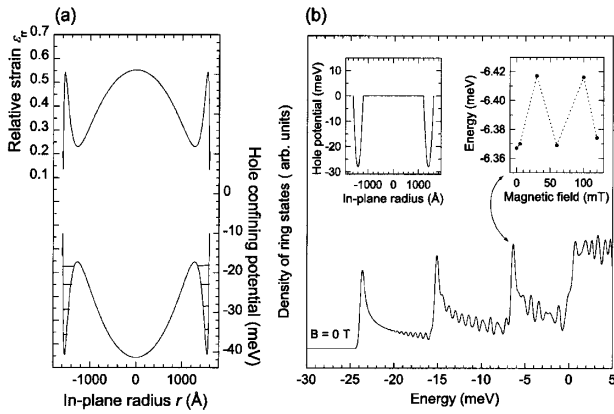 (a)
Relative strain εrr
0.7
0.6
0.5
0.4
0.3
0.2
0.1
0
-10
-20
-30
-40
Hole confining potential (meV)
-1000 0 1000
In-plane radius r (Å)
(b)
Density of ring states ( arb. units)
Hole potential (meV)
10
0
-10
-20
-30
-1000 0 1000
In-plane radius (Å)
Energy (meV)
-6.42
-6.40
-6.38
-6.36
0 50 100
Magnetic field (mT)
B = 0 T
-30 -25 -20 -15 -10 -5 0 5
Energy (meV)